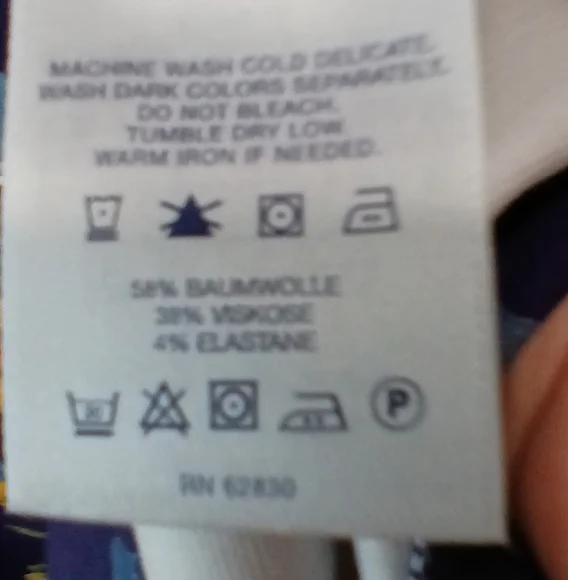 MACHINE WASH COLD DELICATE.
WASH DARK COLORS SEPARATELY.
DO NOT BLEACH.
TUMBLE DRY LOW.
WARM IRON IF NEEDED.
58% BAUMWOLLE
38% VISKOSE
4% ELASTANE
P
RN 62830